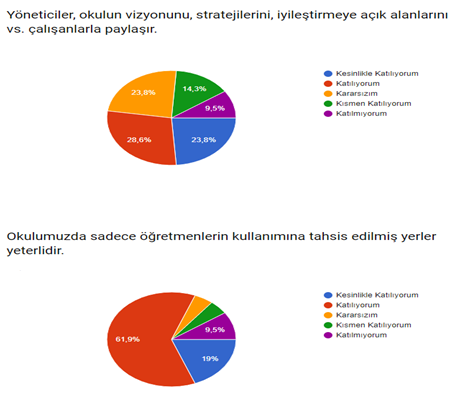 Yöneticiler, okulun vizyonunu, stratejilerini, iyileştirmeye açık alanlarını
vs. çalışanlarla paylaşır.
23,8%
14,3%
9,5%
28,6%
23,8%
Kesinlikle Katılıyorum
Katılıyorum
Kararsızım
Kısmen Katılıyorum
Katılmıyorum
Okulumuzda sadece öğretmenlerin kullanımına tahsis edilmiş yerler
yeterlidir.
61,9%
9,5%
19%
Kesinlikle Katılıyorum
Katılıyorum
Kararsızım
Kısmen Katılıyorum
Katılmıyorum